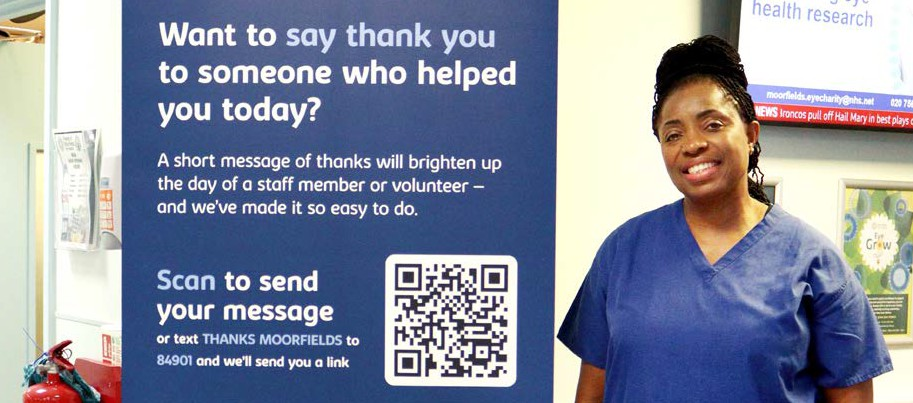 Want to say thank you
to someone who helped
you today?
A short message of thanks will brighten up
the day of a staff member or volunteer –
and we've made it so easy to do.
Scan to send
your message
or text THANKS MOORFIELDS to
84901 and we'll send you a link
health research
moorfields.eyecharity@nhs.net 020
NEWS Ironcos pull off Hail Mary in best plays
Eye
Grow